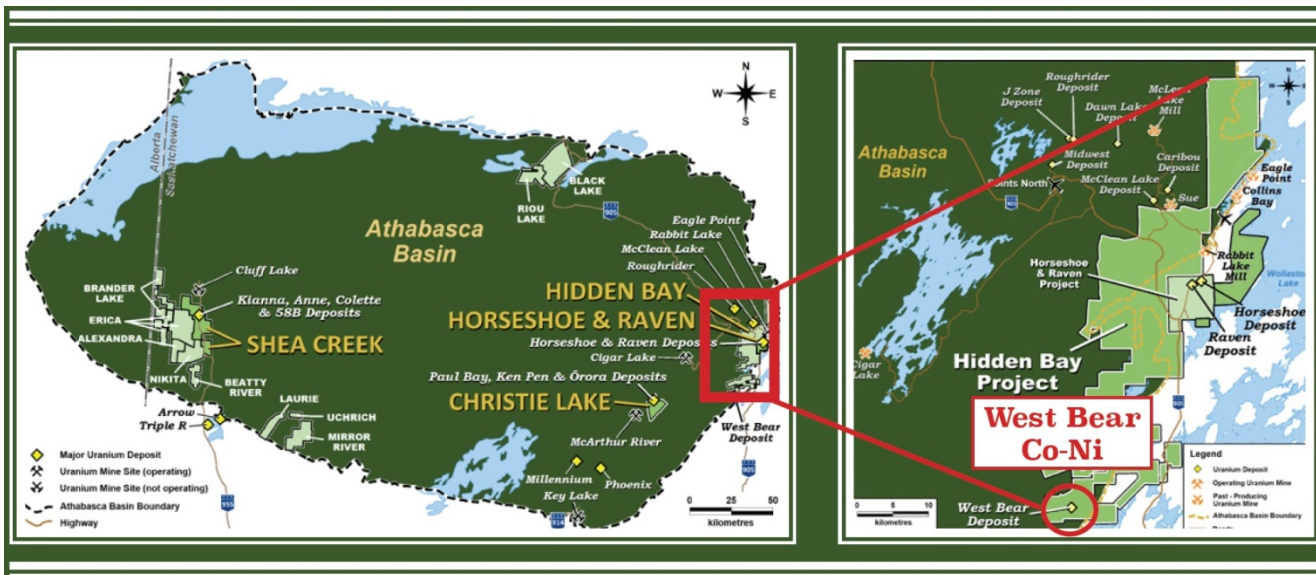 N
W
E
S
Alberta
Saskatchewan
BLACK
LAKE
RIOU
LAKE
905
Athabasca
Basin
Eagle Point
Rabbit Lake
McClean Lake
Roughrider
Cluff Lake
BRANDER
LAKE
Kianna, Anne, Colette
& 58B Deposits
ERICA
ALEXANDRA
SHEA CREEK
NIKITA
BEATTY
RIVER
HIDDEN BAY
HORSESHOE & RAVEN
Horseshoe & Raven Deposits
Cigar Lake
Paul Bay, Ken Pen & Ōrora Deposits
CHRISTIE LAKE
LAURIE
UCHRICH
MIRROR
RIVER
Arrow
Triple R
McArthur River
West Bear
Deposit
Millennium
Phoenix
Key Lake
905
955
914
Major Uranium Deposit
Uranium Mine Site (operating)
Uranium Mine Site (not operating)
Athabasca Basin Boundary
Highway
0 25 50
kilometres
Roughrider
Deposit
J Zone
Deposit
Dawn Lake
Deposit
McLean
Lake
Mill
Athabasca
Basin
Midwest
Deposit
Caribou
Deposit
Points North
McClean Lake
Deposit
Sue
Eagle
Point
Collins
Bay
Rabbit
Lake
Mill
Horseshoe
& Raven
Project
Wollaston
Lake
Horseshoe
Deposit
Raven
Deposit
Cigar
Lake
Hidden Bay
Project
West Bear
Co-Ni
905
West Bear
Deposit
0 5 10
kilometres
Legend
Uranium Deposit
Operating Uranium Mine
Past - Producing
Uranium Mine
Athabasca Basin Boundary